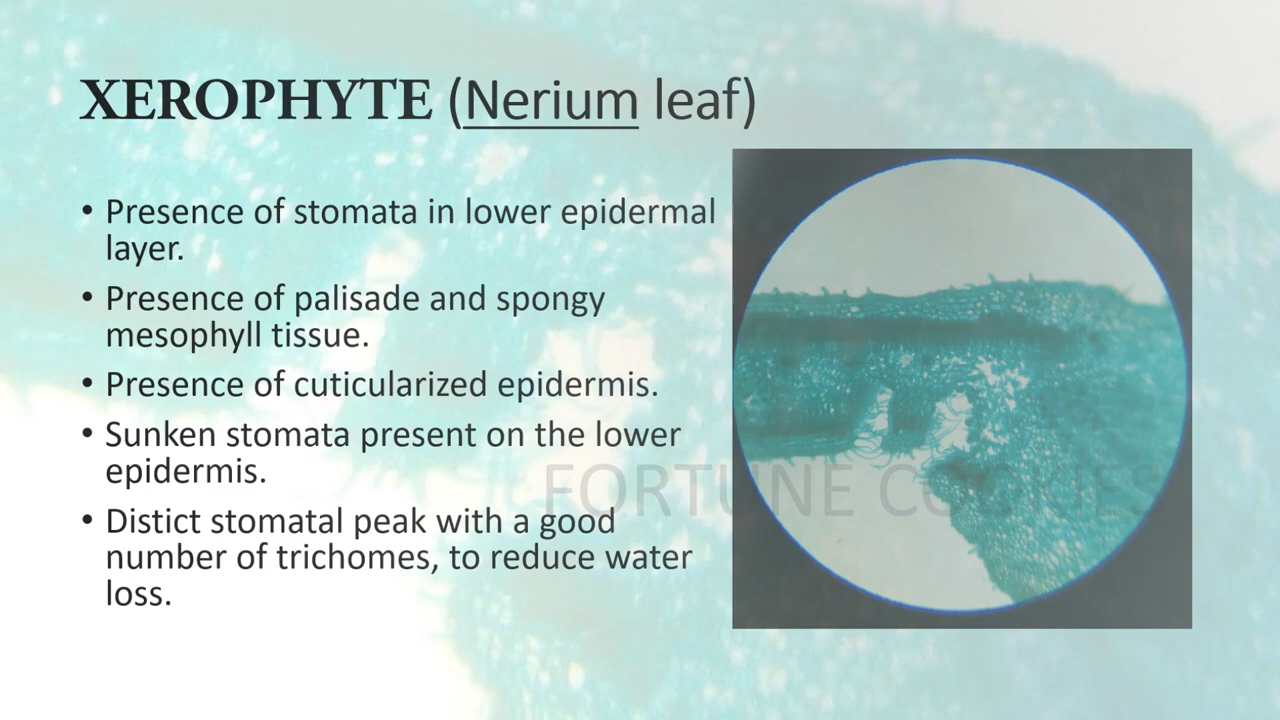 XEROPHYTE (Nerium leaf)
• Presence of stomata in lower epidermal
layer.
• Presence of palisade and spongy
mesophyll tissue.
• Presence of cuticularized epidermis.
• Sunken stomata present on the lower
epidermis.
• Distict stomatal peak with a good
number of trichomes, to reduce water
loss.
FORTUNE COOKIES